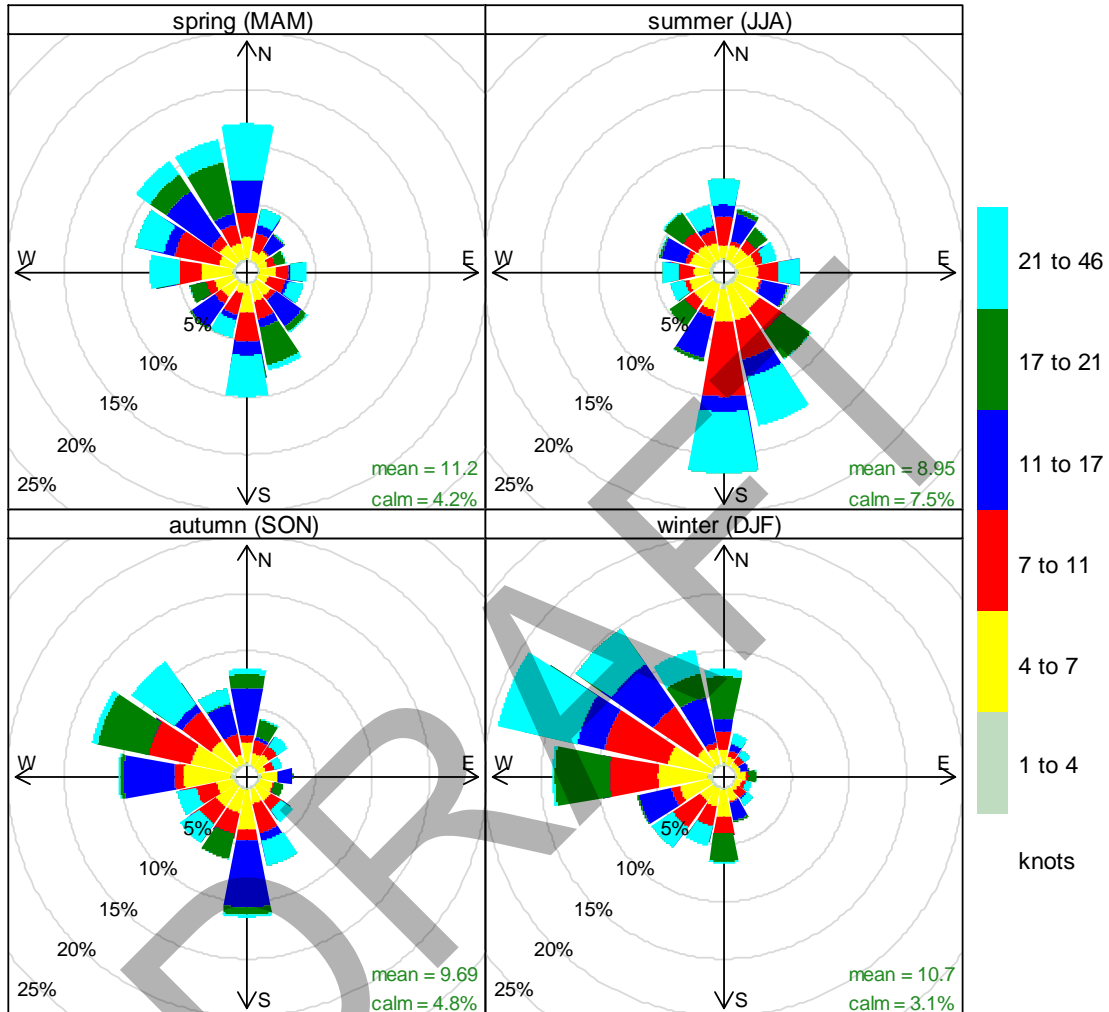 spring (MAM)
N
W
E
S
5%
10%
15%
20%
25%
mean = 11.2
calm = 4.2%
summer (JJA)
N
W
E
S
5%
10%
15%
20%
25%
mean = 8.95
calm = 7.5%
autumn (SON)
N
W
E
S
5%
10%
15%
20%
25%
mean = 9.69
calm = 4.8%
winter (DJF)
N
W
E
S
5%
10%
15%
20%
25%
mean = 10.7
calm = 3.1%
21 to 46
17 to 21
11 to 17
7 to 11
4 to 7
1 to 4
knots
DRAFT